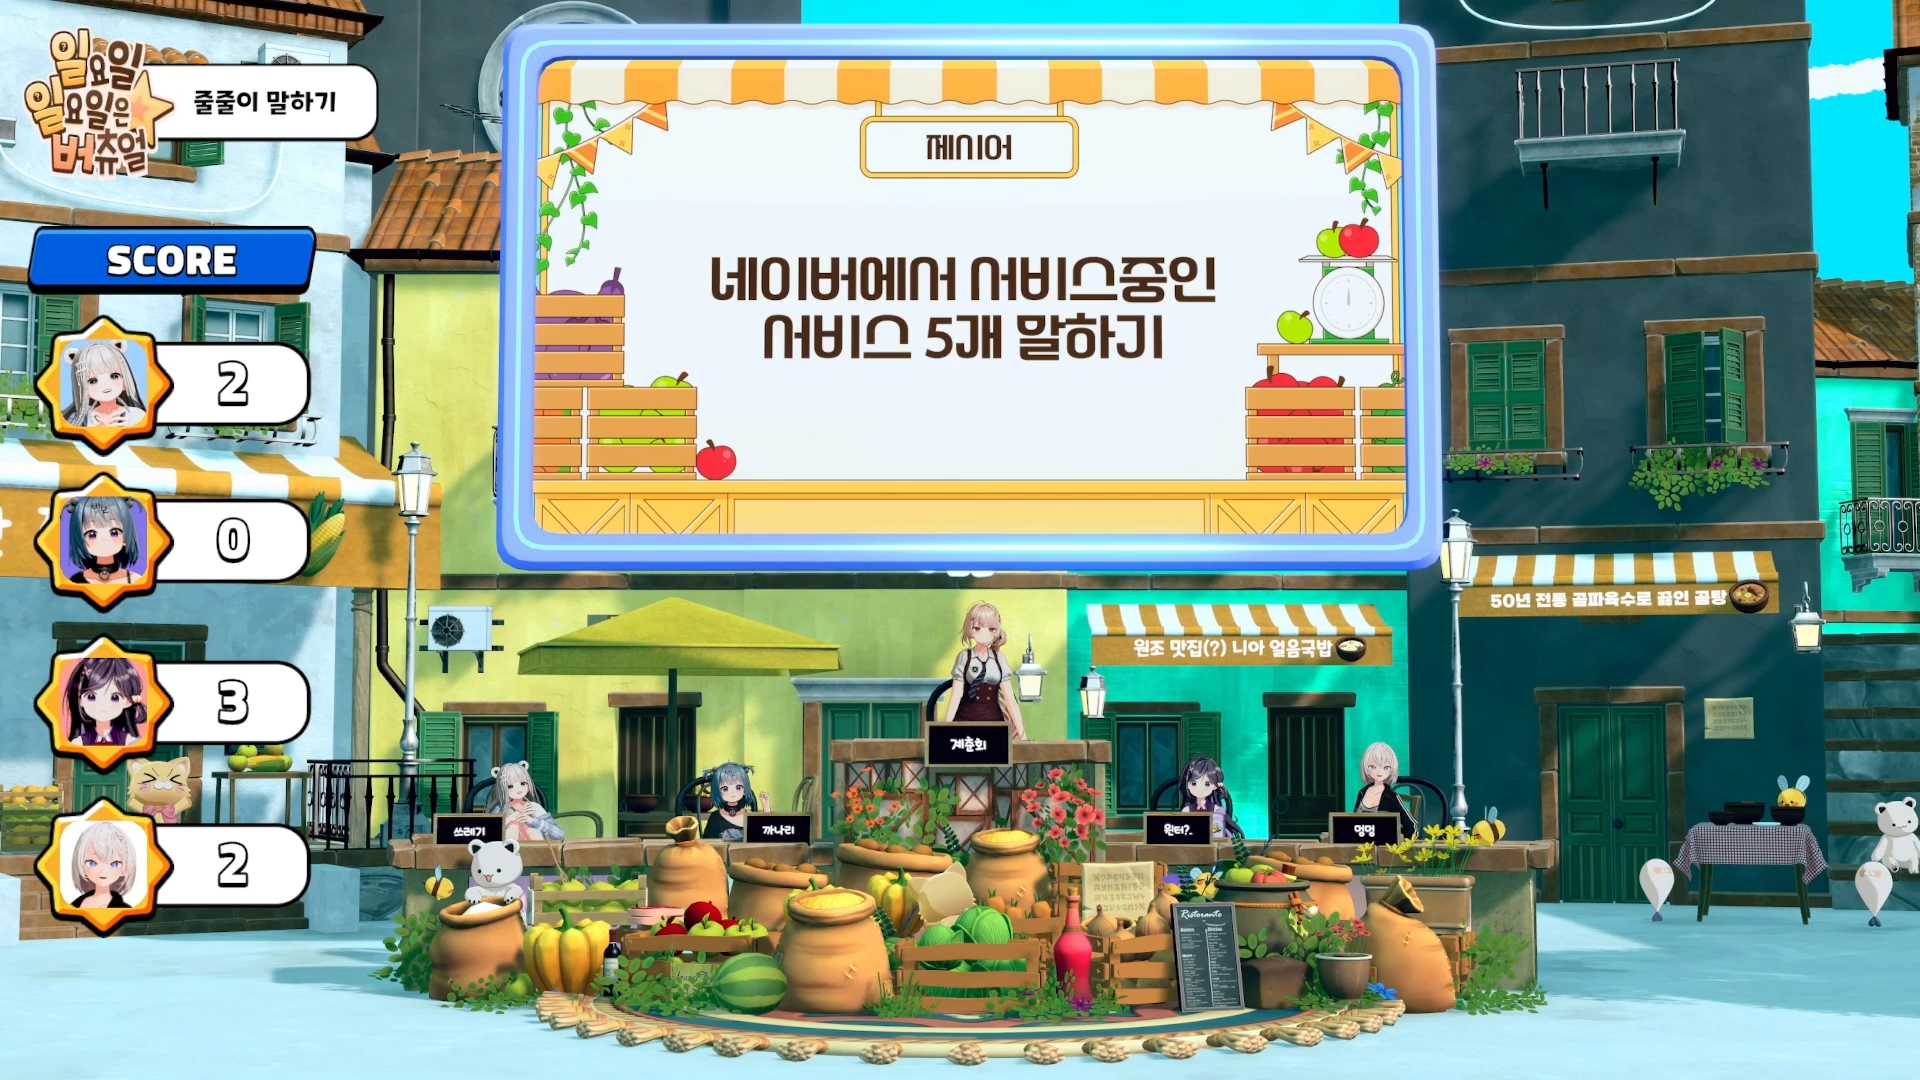 일요일
일요일은
버츄얼
줄줄이 말하기
SCORE
2
0
3
2
쩨이어
네이버에서 서비스중인
서비스 5개 말하기
50년 전통 곰파육수로 끓인 곰탕
원조 맛집(?) 니아 얼음국밥
계춘회
쓰레기
까나리
윈터?_
멍멍
Ristorante